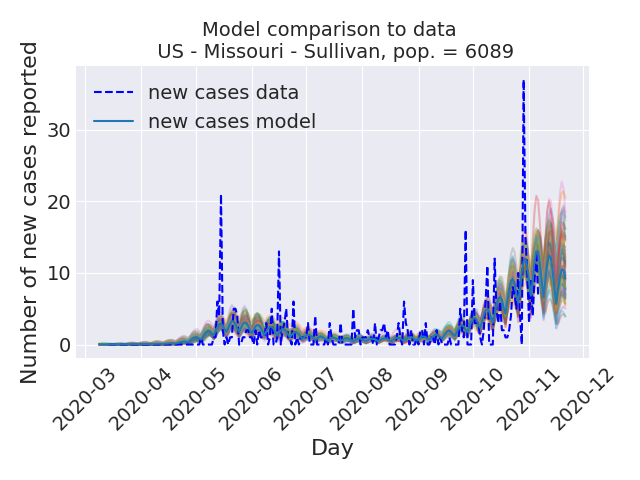 Model comparison to data
US - Missouri - Sullivan, pop. = 6089
Number of new cases reported
new cases data
new cases model
30
20
10
0
2020-03
2020-04
2020-05
2020-06
2020-07
2020-08
2020-09
2020-10
2020-11
2020-12
Day